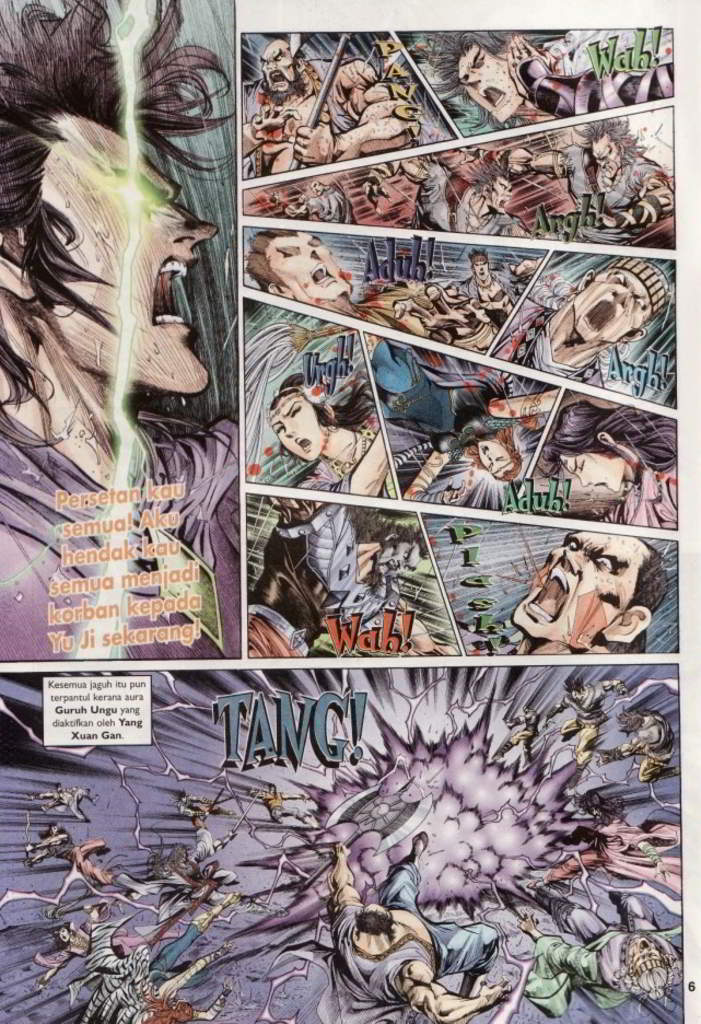 Persetan kau
semua! Aku
hendak kau
semua menjadi
korban kepada
Yu Ji sekarang!
PANG!
Wah!
Argh!
Aduh!
Argh!
Urgh!
Aduh!
Wah!
PLASH!
Kesemua jaguh itu pun
terpantul kerana aura
Guruh Ungu yang
diaktifkan oleh Yang
Xuan Gan.
TANG!
6